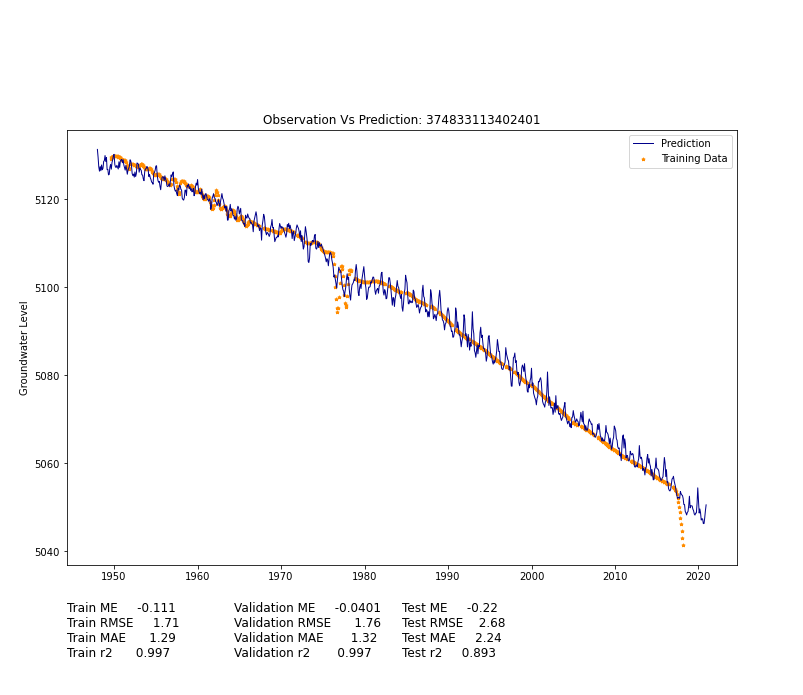 Observation Vs Prediction: 374833113402401
Prediction
Training Data
Groundwater Level
5120
5100
5080
5060
5040
1950 1960 1970 1980 1990 2000 2010 2020
Train ME -0.111 Validation ME -0.0401 Test ME -0.22
Train RMSE 1.71 Validation RMSE 1.76 Test RMSE 2.68
Train MAE 1.29 Validation MAE 1.32 Test MAE 2.24
Train r2 0.997 Validation r2 0.997 Test r2 0.893